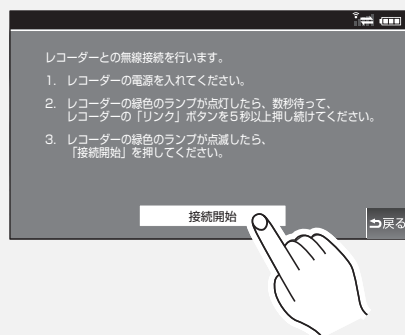 レコーダーとの無線接続を行います。
1. レコーダーの電源を入れてください。
2. レコーダーの緑色のランプが点灯したら、数秒待って、
レコーダーの「リンク」ボタンを5秒以上押し続けてください。
3. レコーダーの緑色のランプが点滅したら、
「接続開始」を押してください。
接続開始
戻る